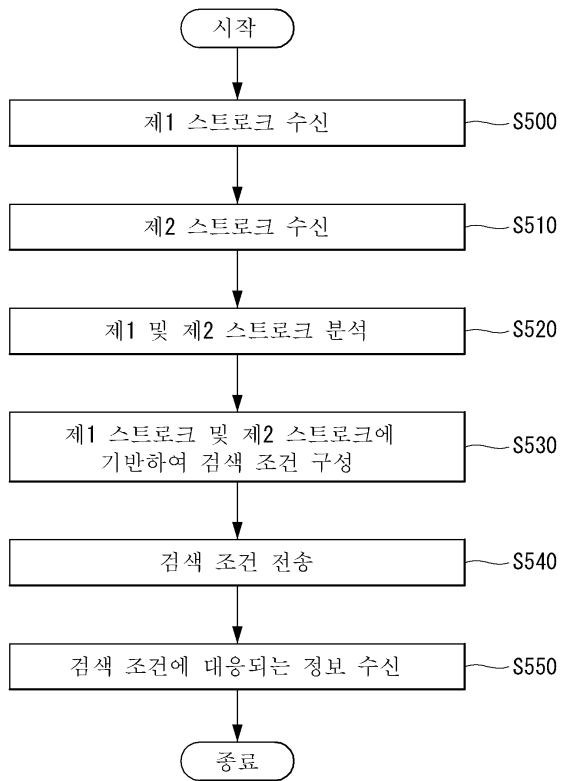 시작
제1 스트로크 수신
S500
제2 스트로크 수신
S510
제1 및 제2 스트로크 분석
S520
제1 스트로크 및 제2 스트로크에
기반하여 검색 조건 구성
S530
검색 조건 전송
S540
검색 조건에 대응되는 정보 수신
S550
종료